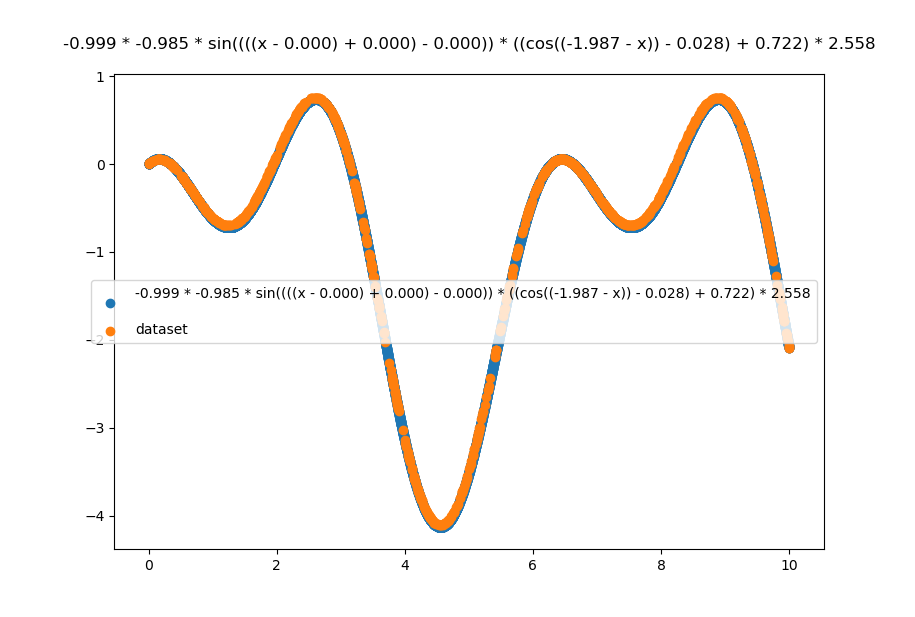 -0.999 * -0.985 * sin((((x - 0.000) + 0.000) - 0.000)) * ((cos((-1.987 - x)) - 0.028) + 0.722) * 2.558
1
0
−1
−2
−3
−4
-0.999 * -0.985 * sin((((x - 0.000) + 0.000) - 0.000)) * ((cos((-1.987 - x)) - 0.028) + 0.722) * 2.558
dataset
0 2 4 6 8 10